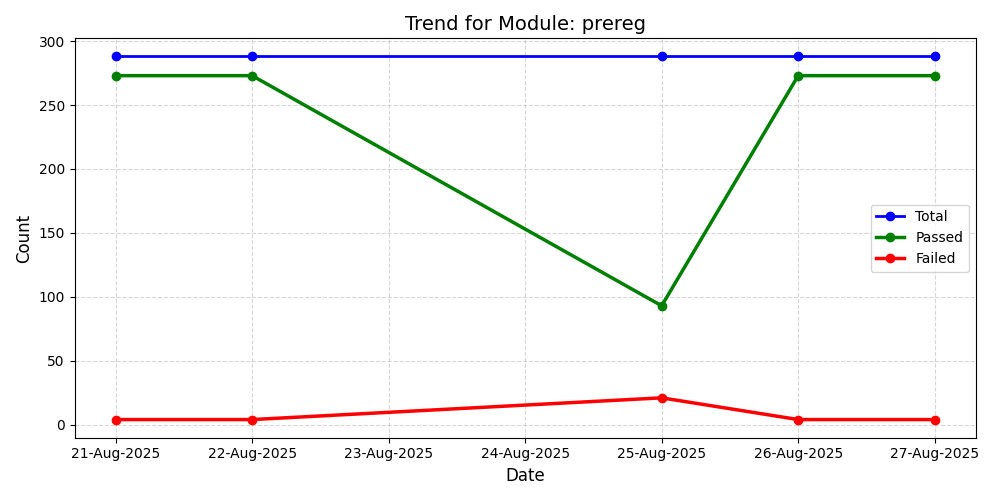 Trend for Module: prereg
300
250
200
150
100
50
0
Count
Total
Passed
Failed
21-Aug-2025 22-Aug-2025 23-Aug-2025 24-Aug-2025 25-Aug-2025 26-Aug-2025 27-Aug-2025
Date